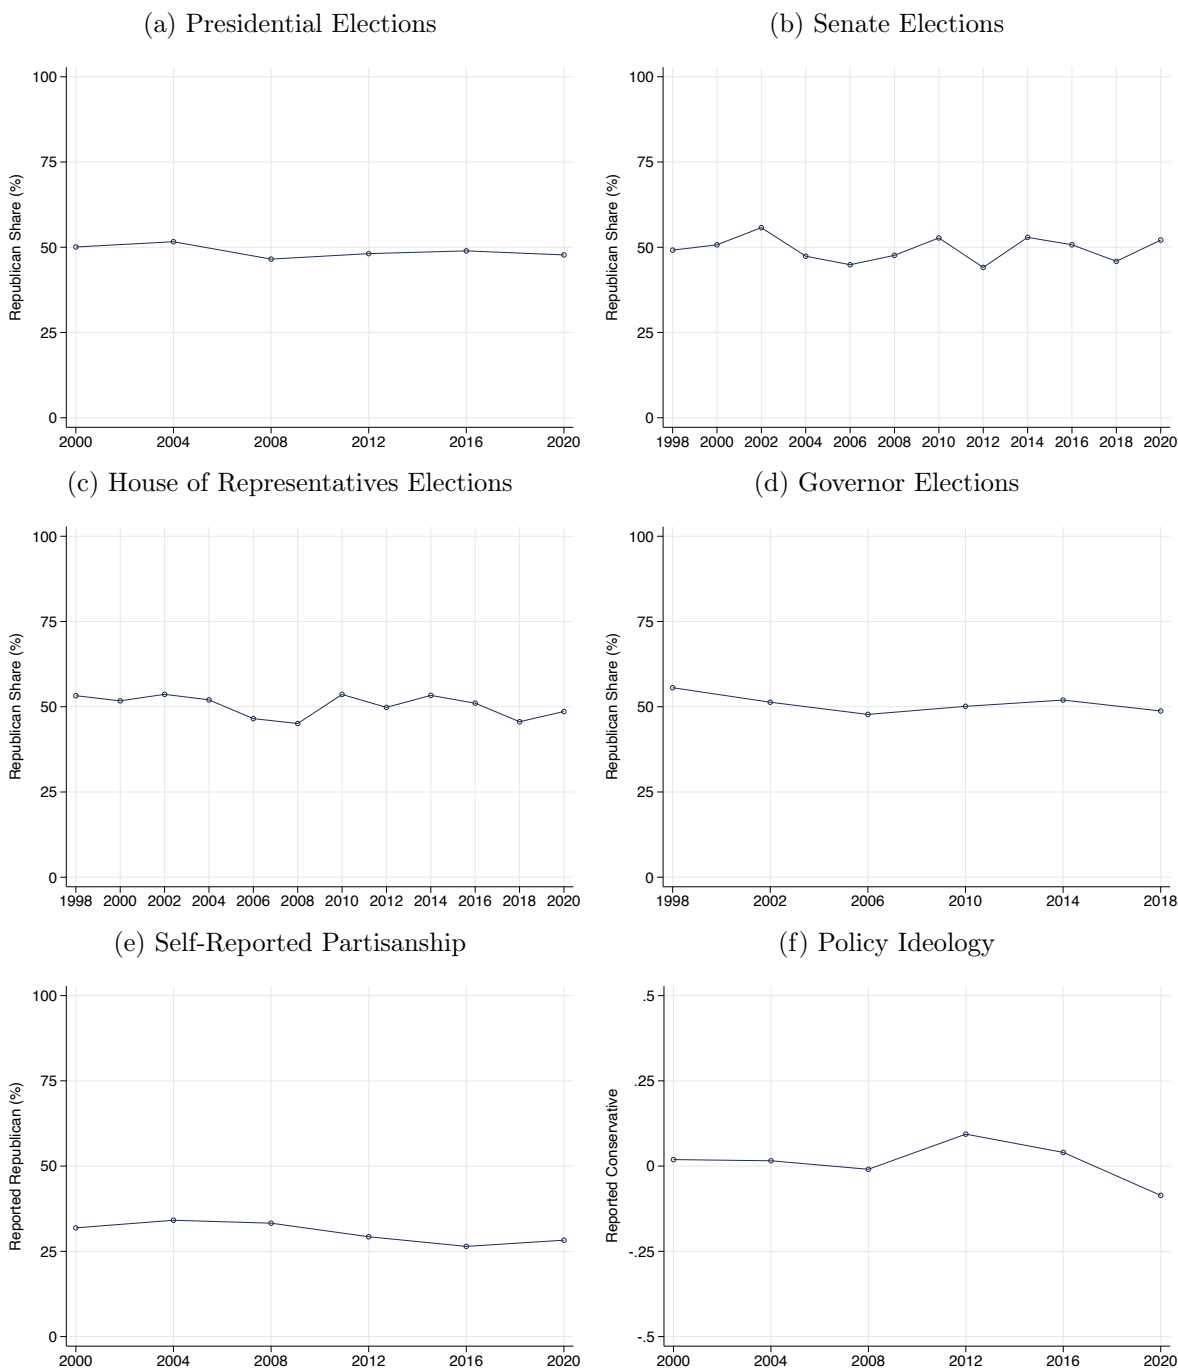 (a) Presidential Elections
Republican Share (%)
100
75
50
25
0
2000 2004 2008 2012 2016 2020
(b) Senate Elections
Republican Share (%)
100
75
50
25
0
1998 2000 2002 2004 2006 2008 2010 2012 2014 2016 2018 2020
(c) House of Representatives Elections
Republican Share (%)
100
75
50
25
0
1998 2000 2002 2004 2006 2008 2010 2012 2014 2016 2018 2020
(d) Governor Elections
Republican Share (%)
100
75
50
25
0
1998 2002 2006 2010 2014 2018
(e) Self-Reported Partisanship
Reported Republican (%)
100
75
50
25
0
2000 2004 2008 2012 2016 2020
(f) Policy Ideology
Reported Conservative
.5
.25
0
-.25
-.5
2000 2004 2008 2012 2016 2020